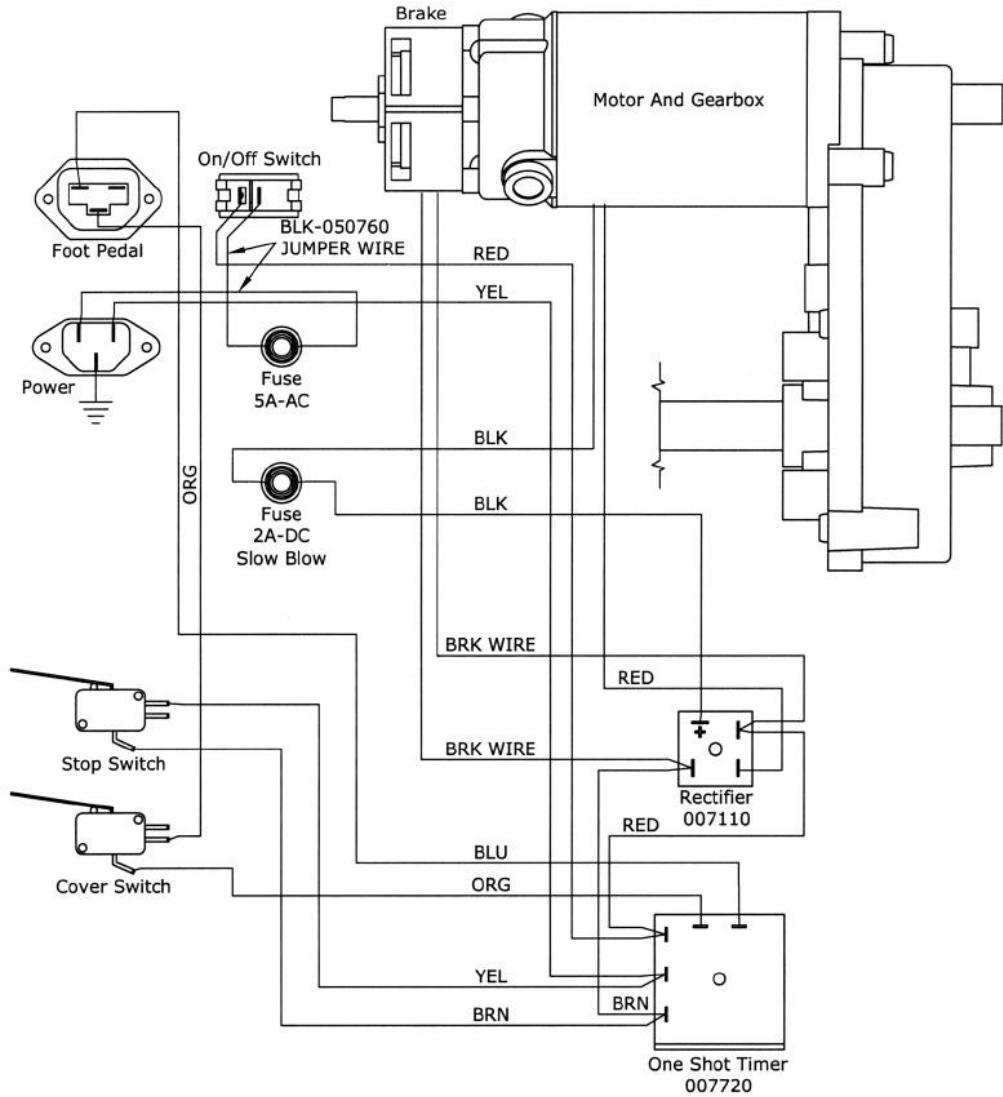 Brake
Motor And Gearbox
On/Off Switch
BLK-050760
JUMPER WIRE
Foot Pedal
RED
YEL
Power
Fuse
5A-AC
BLK
ORG
BLK
Fuse
2A-DC
Slow Blow
BRK WIRE
RED
+
Stop Switch
BRK WIRE
Rectifier
007110
RED
BLU
Cover Switch
ORG
YEL
BRN
BRN
One Shot Timer
007720